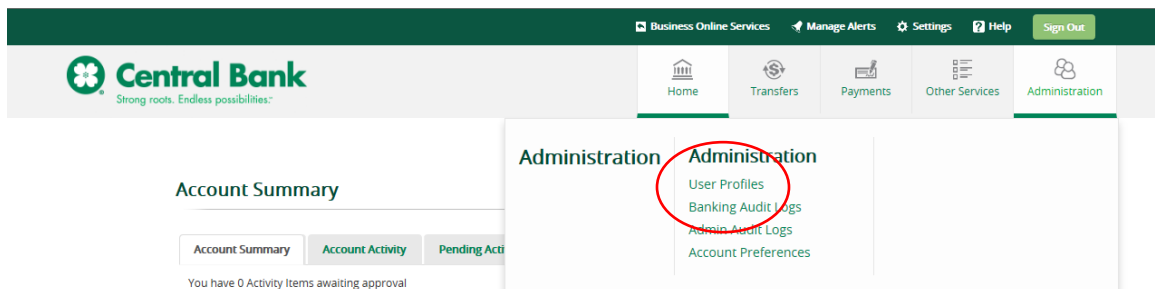 Business Online Services Manage Alerts Settings Help Sign Out
Central Bank
Strong roots. Endless possibilities.℠
Home Transfers Payments Other Services Administration
Administration Administration
User Profiles
Banking Audit Logs
Admin Audit Logs
Account Preferences
Account Summary
Account Summary Account Activity Pending Acti
You have 0 Activity Items awaiting approval